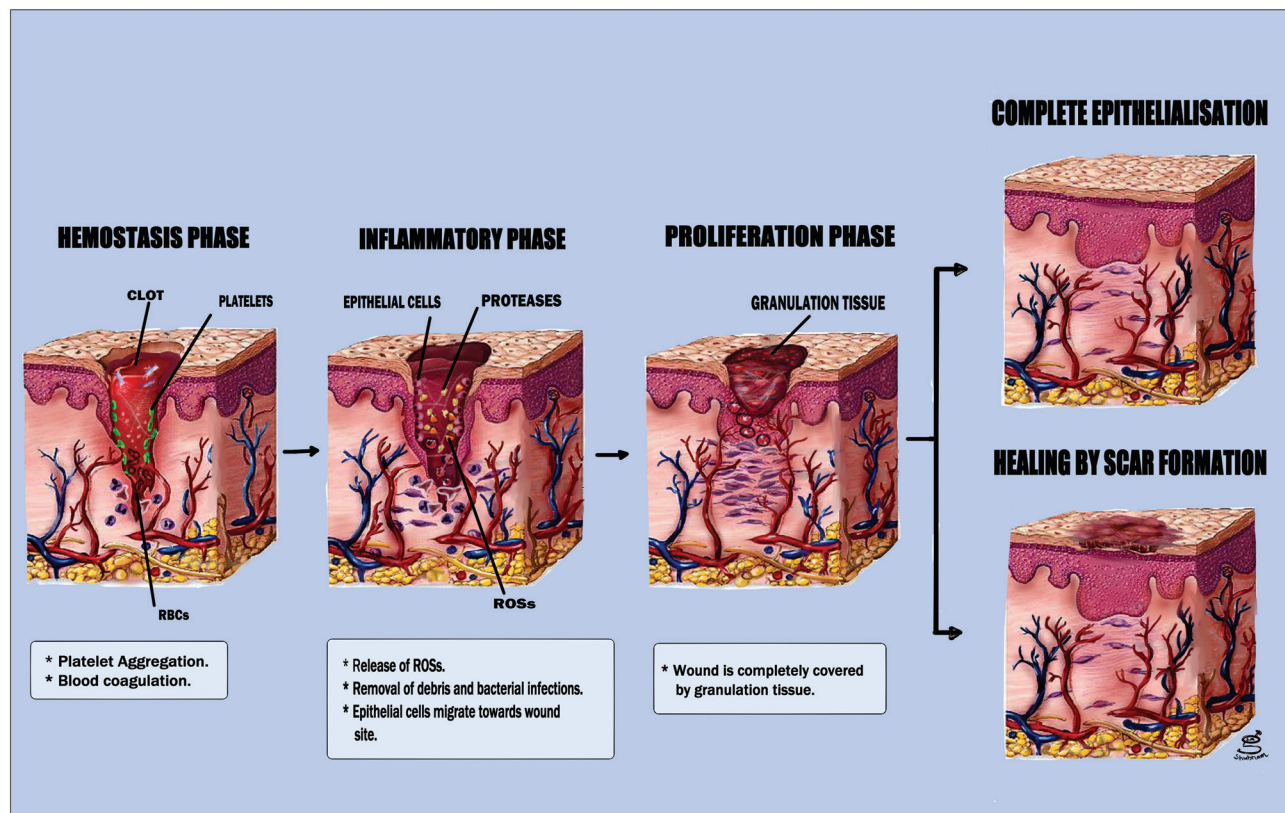 COMPLETE EPITHELIALISATION
HEMOSTASIS PHASE
INFLAMMATORY PHASE
PROLIFERATION PHASE
CLOT
PLATELETS
EPITHELIAL CELLS
PROTEASES
GRANULATION TISSUE
HEALING BY SCAR FORMATION
RBCs
ROSs
* Platelet Aggregation.
* Blood coagulation.
* Release of ROSs.
* Removal of debris and bacterial infections.
* Epithelial cells migrate towards wound
site.
* Wound is completely covered
by granulation tissue.